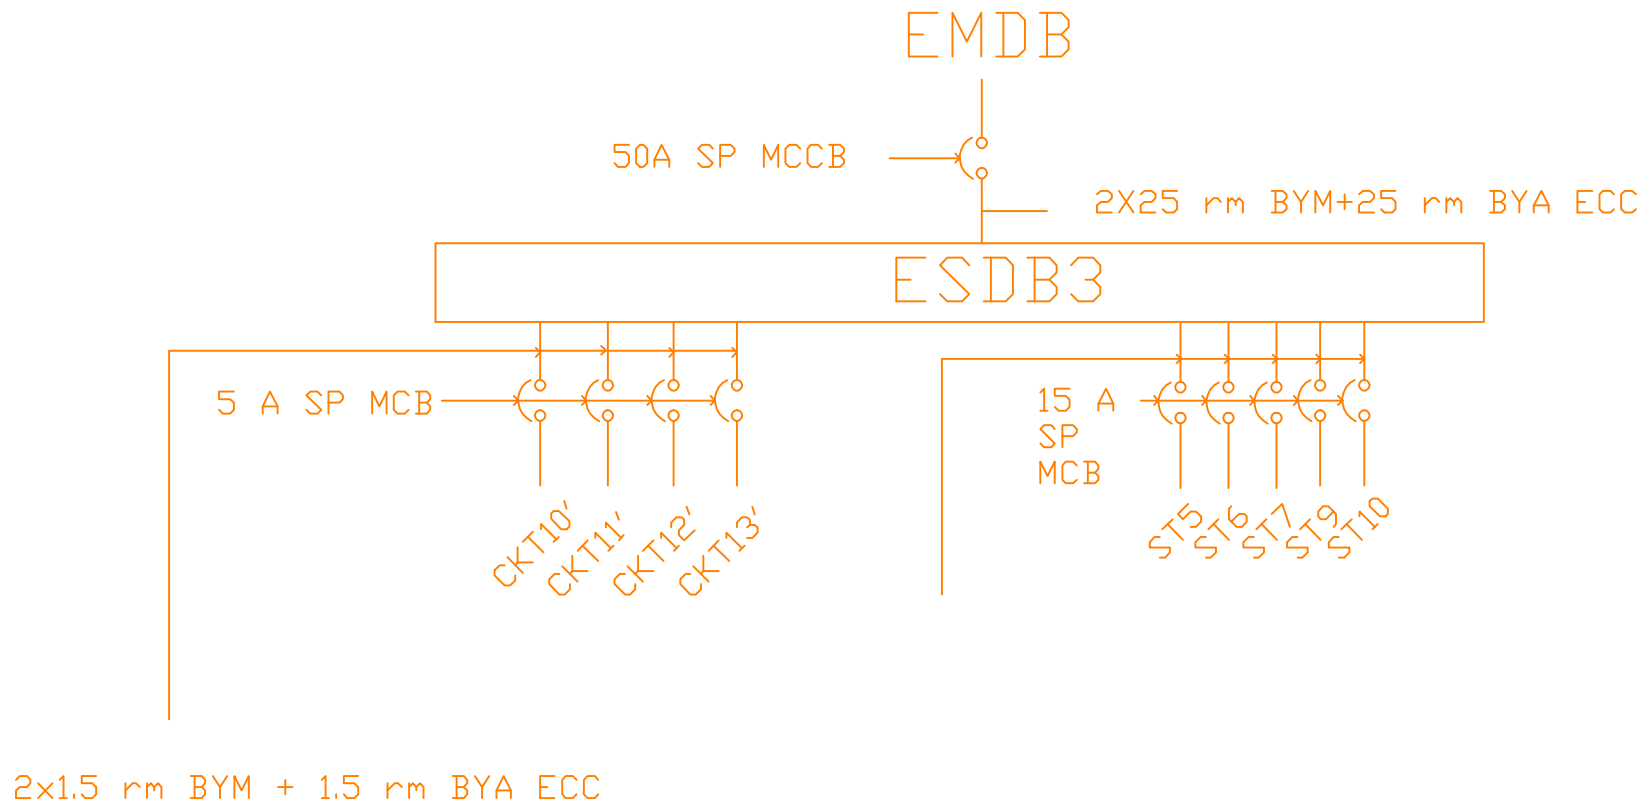 EMDB
50A SP MCCB
2X25 rm BYM+25 rm BYA ECC
ESDB3
5 A SP MCB
15 A
SP
MCB
CKT10'
CKT11'
CKT12'
CKT13'
ST5
ST6
ST7
ST9
ST10
2x1.5 rm BYM + 1.5 rm BYA ECC